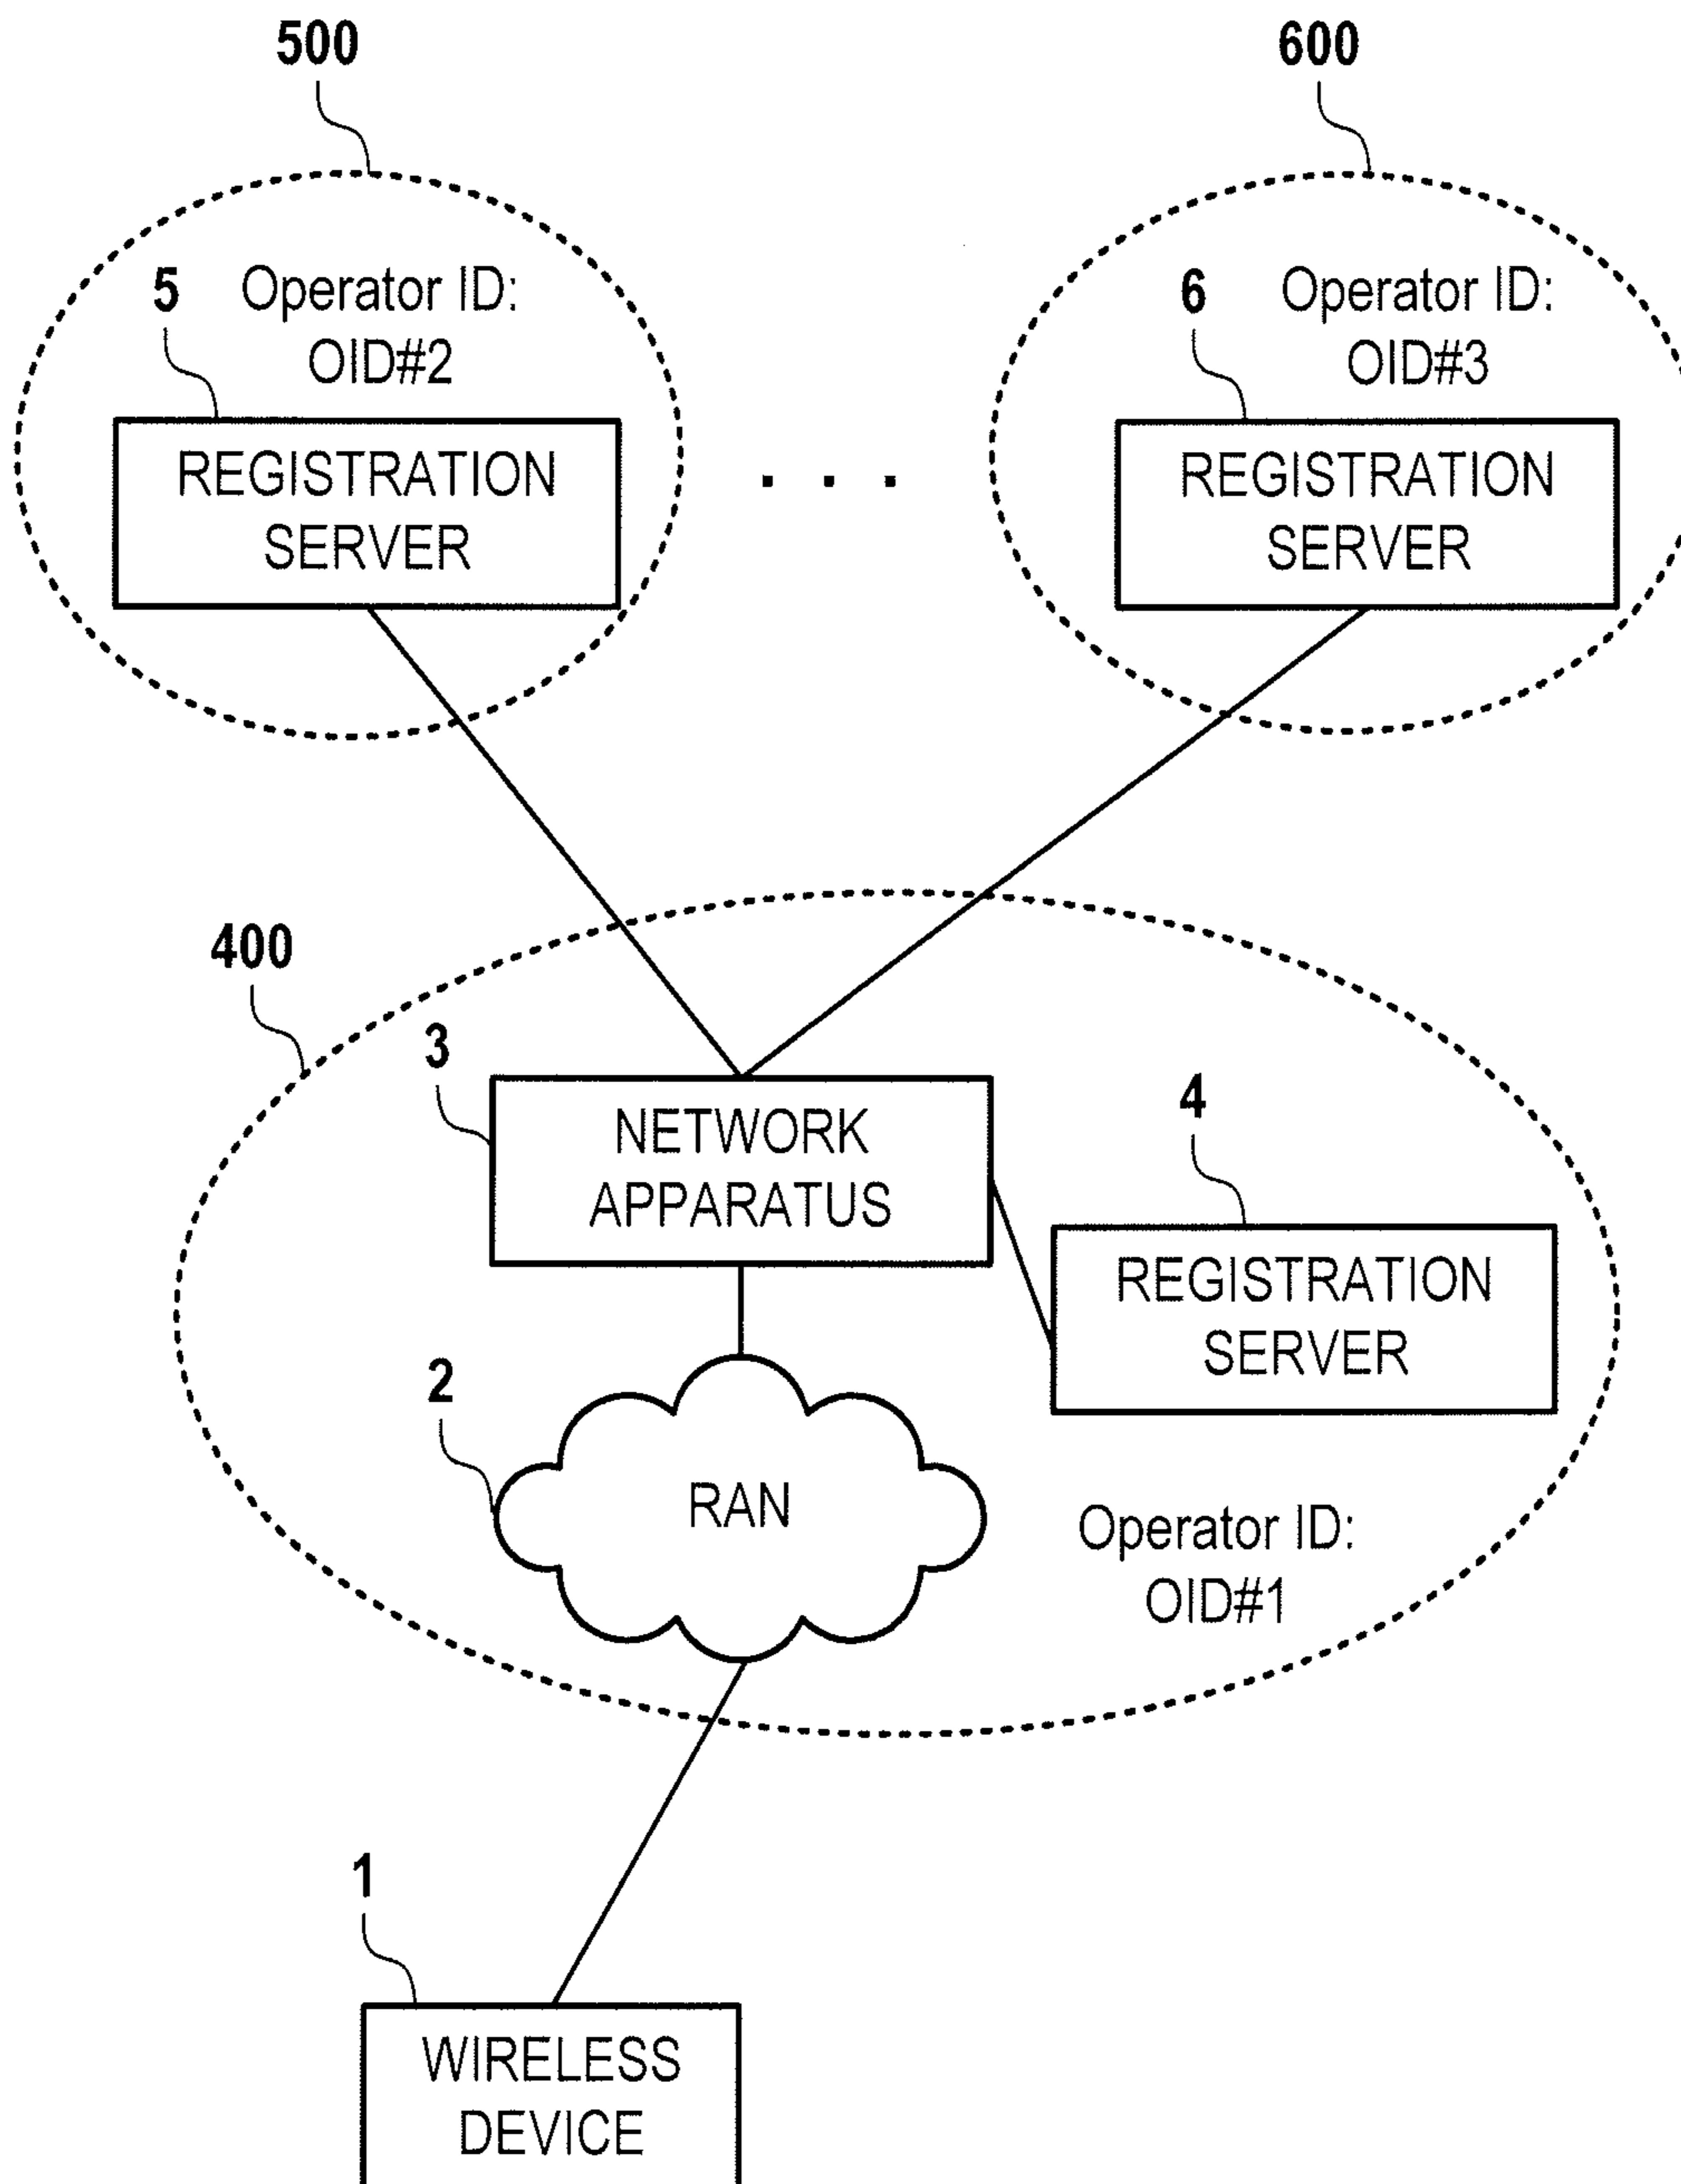 500
600
5 Operator ID:
OID#2
6 Operator ID:
OID#3
REGISTRATION
SERVER
. . .
REGISTRATION
SERVER
400
3
NETWORK
APPARATUS
4
REGISTRATION
SERVER
2
RAN
Operator ID:
OID#1
1
WIRELESS
DEVICE